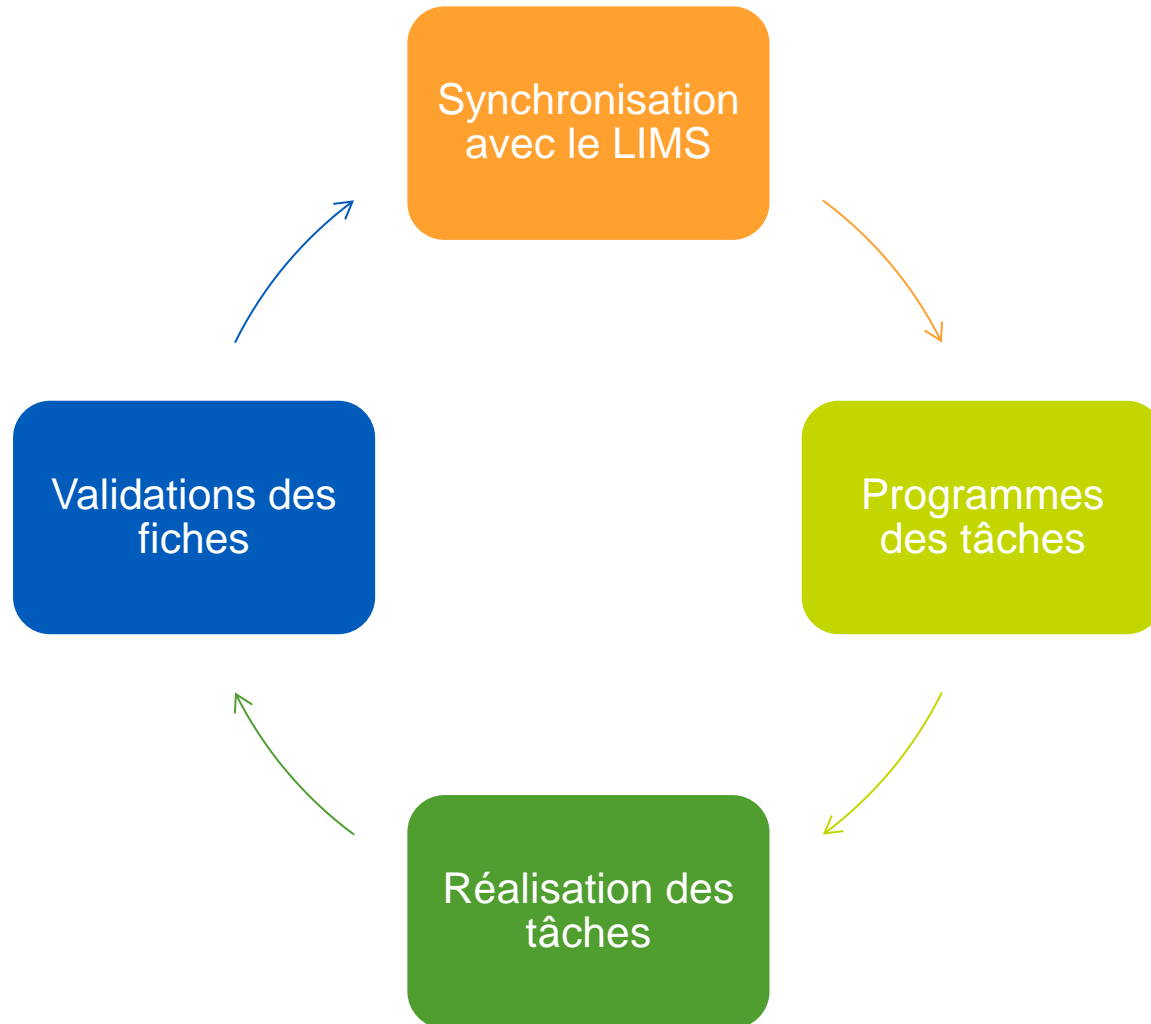 Synchronisation
avec le LIMS
Validations des
fiches
Programmes
des tâches
Réalisation des
tâches